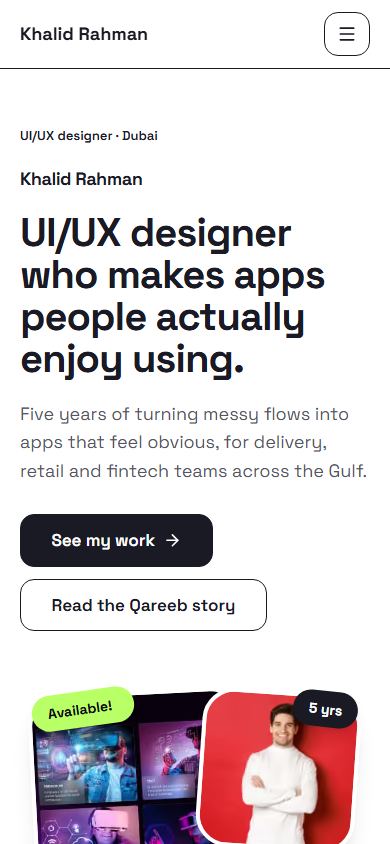 Khalid Rahman
UI/UX designer · Dubai
Khalid Rahman
UI/UX designer
who makes apps
people actually
enjoy using.
Five years of turning messy flows into
apps that feel obvious, for delivery,
retail and fintech teams across the Gulf.
See my work →
Read the Qareeb story
Available!
5 yrs